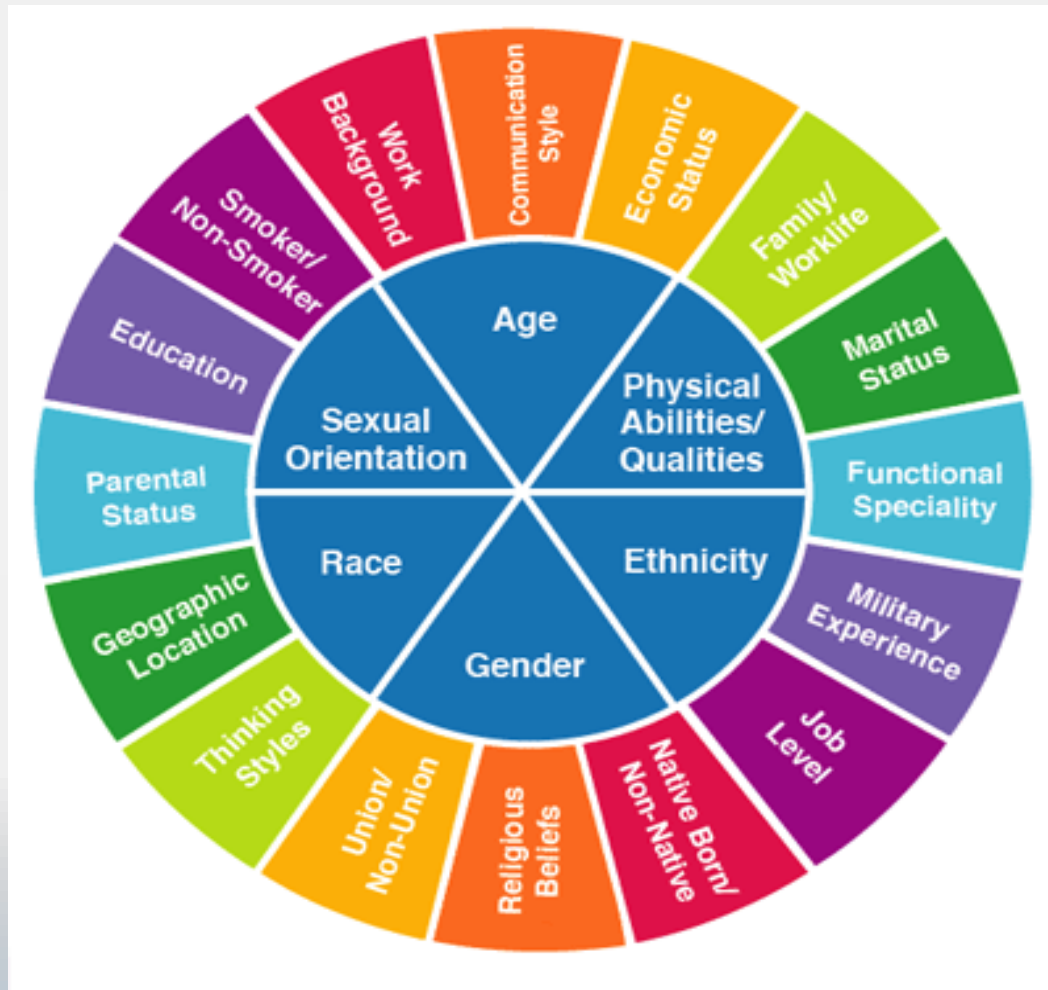 Communication
Style
Economic
Status
Family/
Worklife
Marital
Status
Functional
Speciality
Military
Experience
Job
Level
Native Born/
Non-Native
Religious
Beliefs
Union/
Non-Union
Thinking
Styles
Geographic
Location
Parental
Status
Education
Smoker/
Non-Smoker
Work
Background
Age
Physical
Abilities/
Qualities
Ethnicity
Gender
Race
Sexual
Orientation